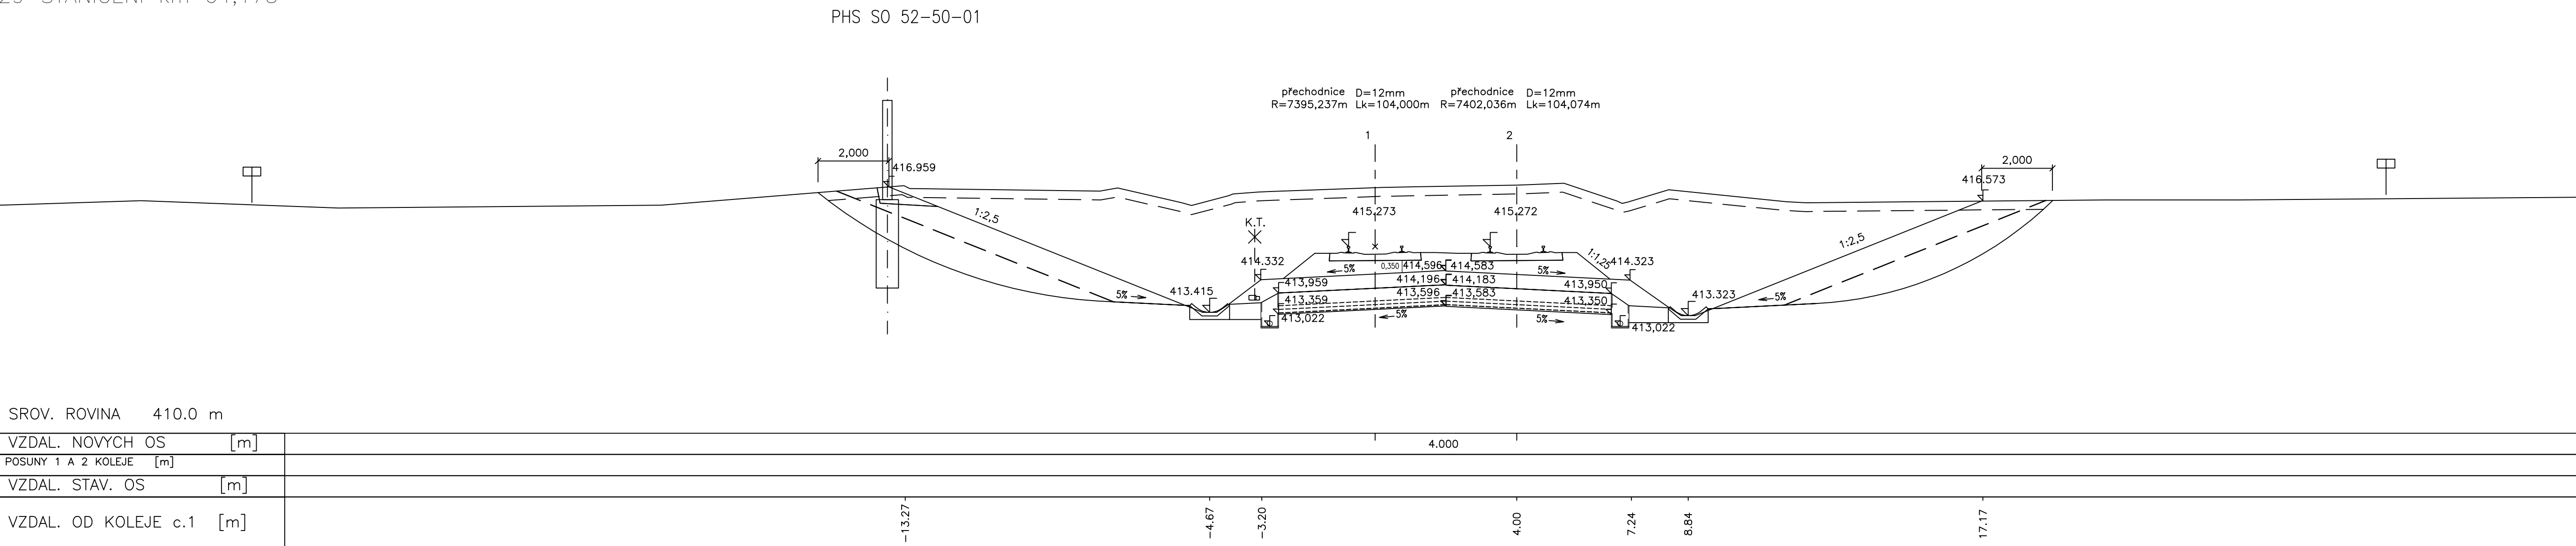 PHS SO 52-50-01
přechodnice D=12mm přechodnice D=12mm
R=7395,237m Lk=104,000m R=7402,036m Lk=104,074m
1 2
2,000 2,000
416.959
416.573
1:2,5 415,273 415,272
K.T.
1:2,5
1:1,25
414.332 5% 0,350 414,596 414,583 5% 414.323
413,959 414,196 414,183 413,950
413.415 5% 413,359 413,596 413,583 413,350 413.323 5%
413,022 5% 5% 413,022
SROV. ROVINA 410.0 m
VZDAL. NOVYCH OS [m] 4.000
POSUNY 1 A 2 KOLEJE [m]
VZDAL. STAV. OS [m]
VZDAL. OD KOLEJE c.1 [m] -13.27 -4.67 -3.20 4.00 7.24 8.84 17.17